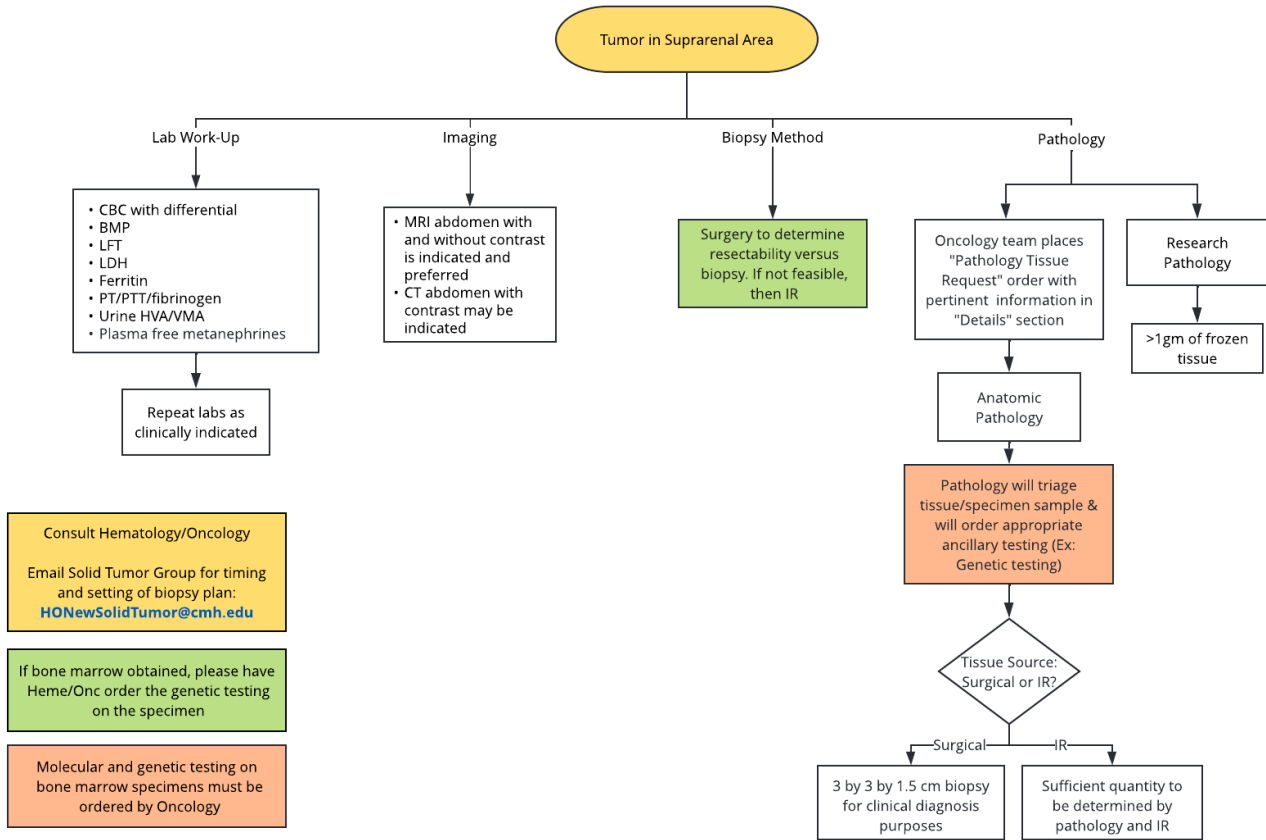 Tumor in Suprarenal Area
Lab Work-Up
Imaging
Biopsy Method
Pathology
• CBC with differential
• BMP
• LFT
• LDH
• Ferritin
• PT/PTT/fibrinogen
• Urine HVA/VMA
• Plasma free metanephrines
Repeat labs as
clinically indicated
• MRI abdomen with
and without contrast
is indicated and
preferred
• CT abdomen with
contrast may be
indicated
Surgery to determine
resectability versus
biopsy. If not feasible,
then IR
Oncology team places
"Pathology Tissue
Request" order with
pertinent information in
"Details" section
Research
Pathology
>1gm of frozen
tissue
Anatomic
Pathology
Pathology will triage
tissue/specimen sample &
will order appropriate
ancillary testing (Ex:
Genetic testing)
Tissue Source:
Surgical or IR?
Surgical
IR
3 by 3 by 1.5 cm biopsy
for clinical diagnosis
purposes
Sufficient quantity to
be determined by
pathology and IR
Consult Hematology/Oncology
Email Solid Tumor Group for timing
and setting of biopsy plan:
HONewSolidTumor@cmh.edu
If bone marrow obtained, please have
Heme/Onc order the genetic testing
on the specimen
Molecular and genetic testing on
bone marrow specimens must be
ordered by Oncology